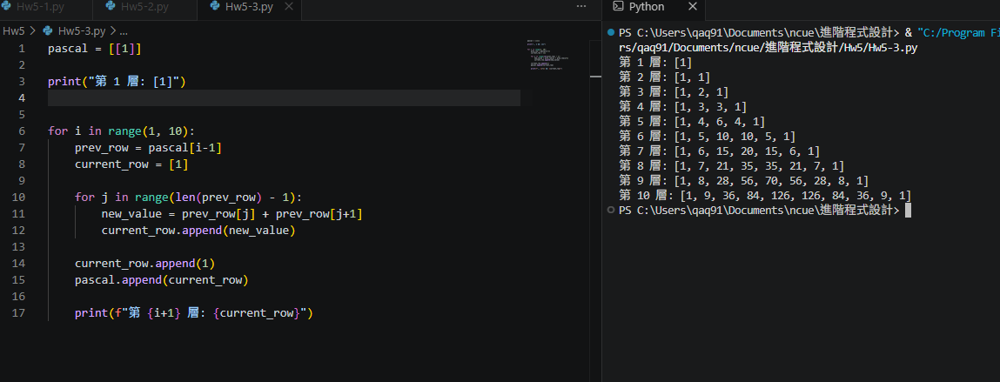 Hw5-1.py
Hw5-2.py
Hw5-3.py
Hw5 > Hw5-3.py > ...
1 pascal = [[1]]
2
3 print("第 1 層: [1]")
4
5
6 for i in range(1, 10):
7     prev_row = pascal[i-1]
8     current_row = [1]
9
10     for j in range(len(prev_row) - 1):
11         new_value = prev_row[j] + prev_row[j+1]
12         current_row.append(new_value)
13
14     current_row.append(1)
15     pascal.append(current_row)
16
17     print(f"第 {i+1} 層: {current_row}")
Python
PS C:\Users\qaq91\Documents\ncue\進階程式設計> & "C:/Program Fi
rs/qaq91/Documents/ncue/進階程式設計/Hw5/Hw5-3.py
第 1 層: [1]
第 2 層: [1, 1]
第 3 層: [1, 2, 1]
第 4 層: [1, 3, 3, 1]
第 5 層: [1, 4, 6, 4, 1]
第 6 層: [1, 5, 10, 10, 5, 1]
第 7 層: [1, 6, 15, 20, 15, 6, 1]
第 8 層: [1, 7, 21, 35, 35, 21, 7, 1]
第 9 層: [1, 8, 28, 56, 70, 56, 28, 8, 1]
第 10 層: [1, 9, 36, 84, 126, 126, 84, 36, 9, 1]
PS C:\Users\qaq91\Documents\ncue\進階程式設計>